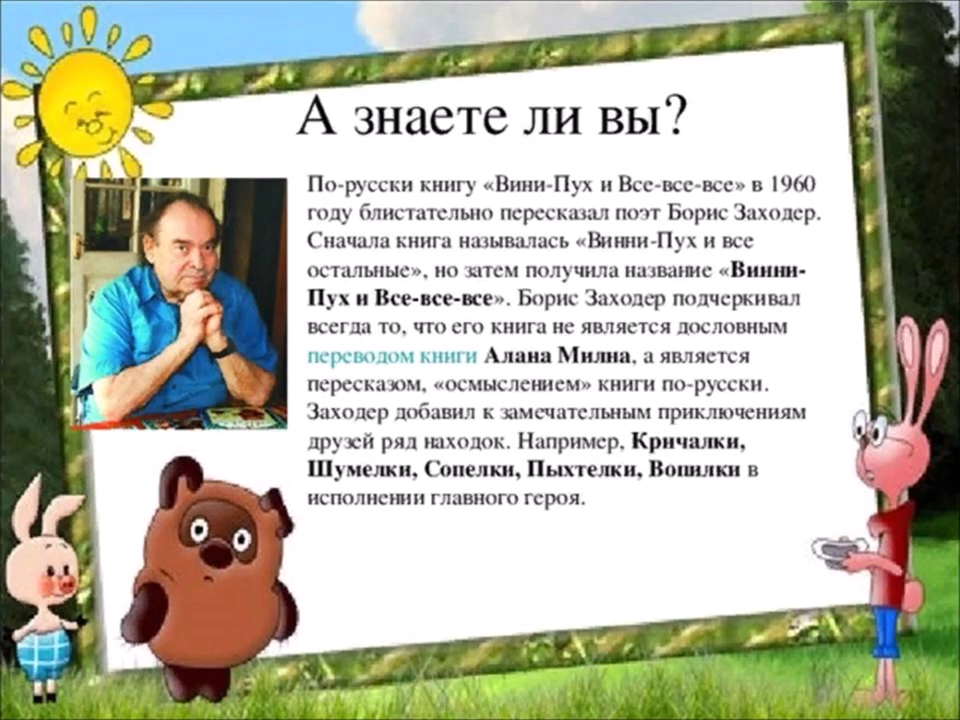 А знаете ли вы?
По-русски книгу «Вини-Пух и Все-все-все» в 1960
году блистательно пересказал поэт Борис Заходер.
Сначала книга называлась «Винни-Пух и все
остальные», но затем получила название «Винни-
Пух и Все-все-все». Борис Заходер подчеркивал
всегда то, что его книга не является дословным
переводом книги Алана Милна, а является
пересказом, «осмыслением» книги по-русски.
Заходер добавил к замечательным приключениям
друзей ряд находок. Например, Кричалки,
Шумелки, Сопелки, Пыхтелки, Вопилки в
исполнении главного героя.